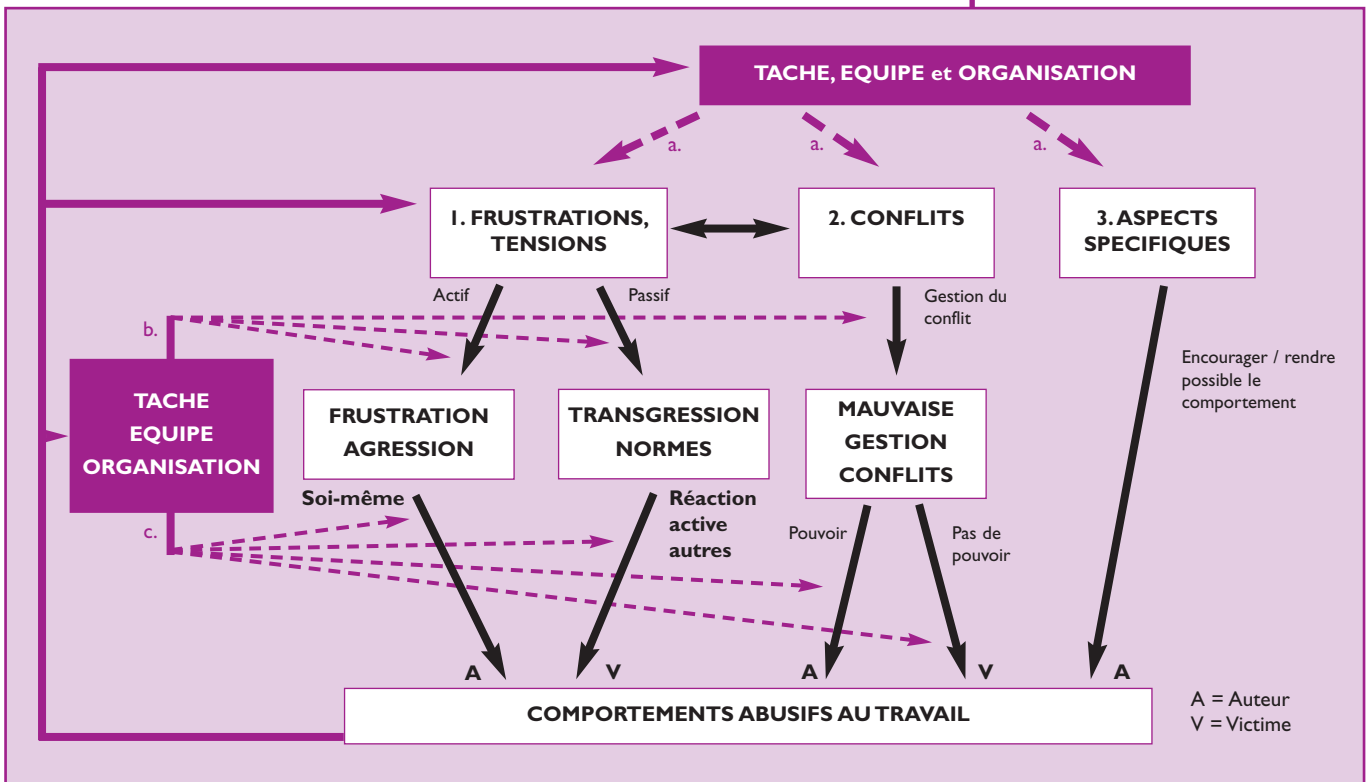 TACHE, EQUIPE et ORGANISATION
a.
a.
a.
1. FRUSTRATIONS,
TENSIONS
2. CONFLITS
3. ASPECTS
SPECIFIQUES
Actif
Passif
Gestion du
conflit
b.
Encourager / rendre
possible le
comportement
TACHE
EQUIPE
ORGANISATION
FRUSTRATION
AGRESSION
TRANSGRESSION
NORMES
MAUVAISE
GESTION
CONFLITS
Soi-même
Réaction
active
autres
c.
Pouvoir
Pas de
pouvoir
A
V
A
V
A
COMPORTEMENTS ABUSIFS AU TRAVAIL
A = Auteur
V = Victime